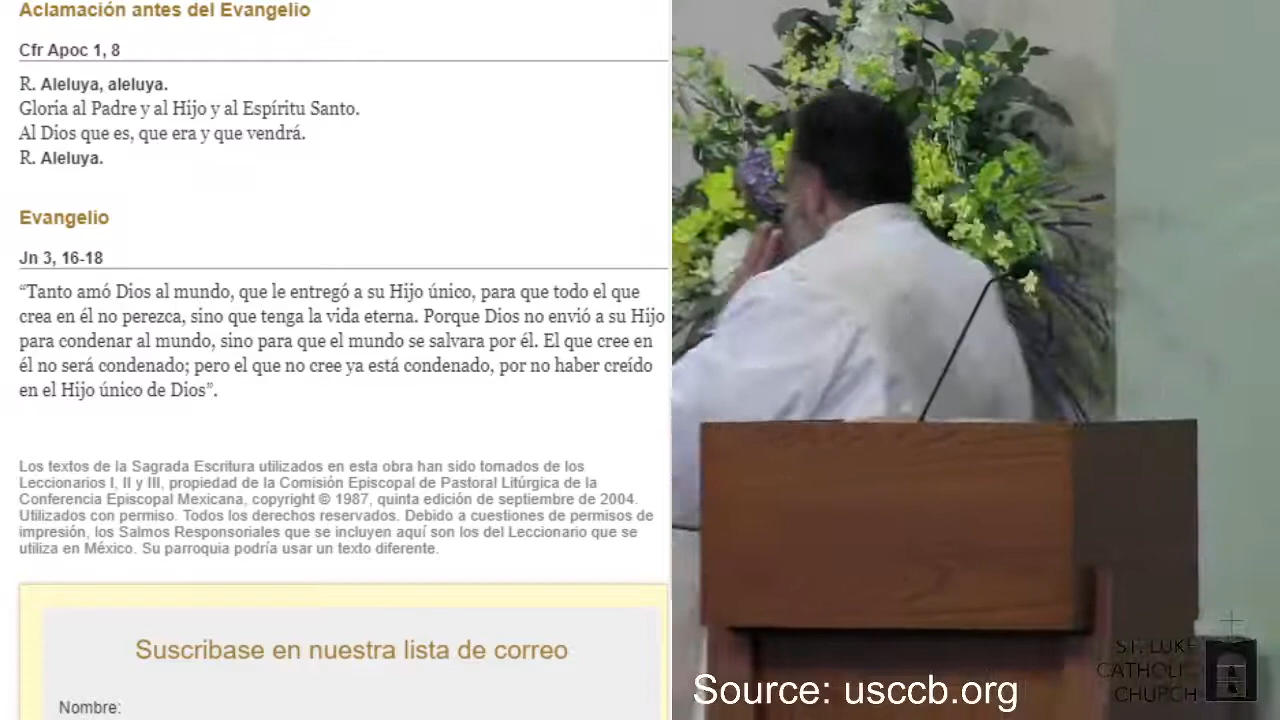 Aclamación antes del Evangelio
Cfr Apoc 1, 8
R. Aleluya, aleluya.
Gloria al Padre y al Hijo y al Espíritu Santo.
Al Dios que es, que era y que vendrá.
R. Aleluya.
Evangelio
Jn 3, 16-18
“Tanto amó Dios al mundo, que le entregó a su Hijo único, para que todo el que
crea en él no perezca, sino que tenga la vida eterna. Porque Dios no envió a su Hijo
para condenar al mundo, sino para que el mundo se salvara por él. El que cree en
él no será condenado; pero el que no cree ya está condenado, por no haber creído
en el Hijo único de Dios”.
Los textos de la Sagrada Escritura utilizados en esta obra han sido tomados de los
Leccionarios I, II y III, propiedad de la Comisión Episcopal de Pastoral Litúrgica de la
Conferencia Episcopal Mexicana, copyright © 1987, quinta edición de septiembre de 2004.
Utilizados con permiso. Todos los derechos reservados. Debido a cuestiones de permisos de
impresión, los Salmos Responsoriales que se incluyen aquí son los del Leccionario que se
utiliza en México. Su parroquia podría usar un texto diferente.
Suscribase en nuestra lista de correo
Nombre:
Source: usccb.org
ST. LUKE
CATHOLIC
CHURCH